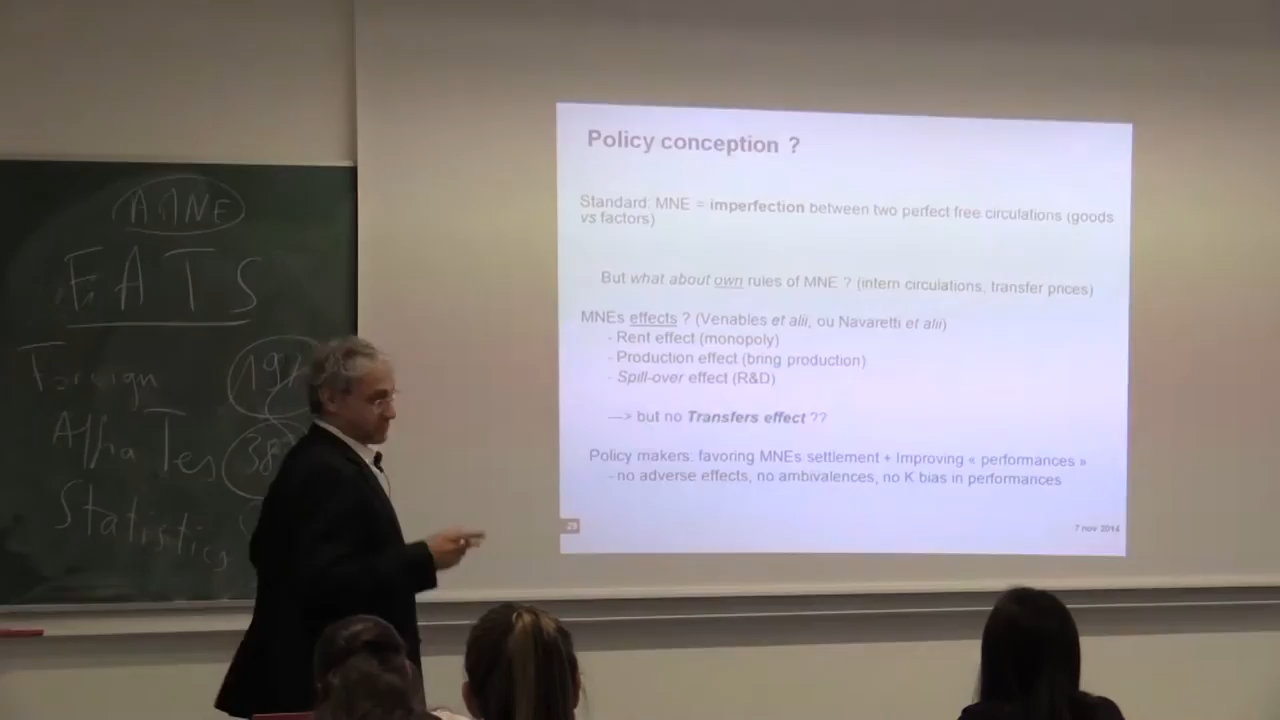 AMNE
FATS
Foreign
Affiliates
Statistics
38
Policy conception ?
Standard: MNE = imperfection between two perfect free circulations (goods
vs factors)
But what about own rules of MNE ? (intern circulations, transfer prices)
MNEs effects ? (Venables et alii, ou Navaretti et alii)
- Rent effect (monopoly)
- Production effect (bring production)
- Spill-over effect (R&D)
---> but no Transfers effect ??
Policy makers: favoring MNEs settlement + Improving « performances »
- no adverse effects, no ambivalences, no K bias in performances
29
7 nov 2014